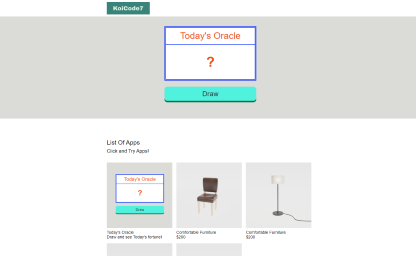 KoiCode7
Today's Oracle
?
Draw
List Of Apps
Click and Try Apps!
Today's Oracle
?
Draw
Today's Oracle
Draw and see Today's fortune!
Comfortable Furniture
$200
Comfortable Furniture
$200